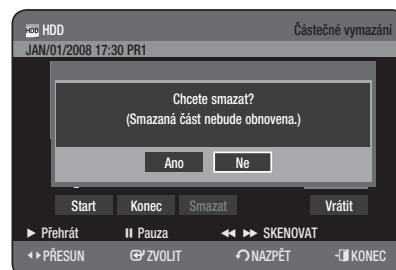 HDD HDD Částečné vymazání
JAN/01/2008 17:30 PR1
Chcete smazat?
(Smazaná část nebude obnovena.)
Ano Ne
Start Konec Smazat Vrátit
► Přehrát II Pauza ◄◄ ►► SKENOVAT
◄► PŘESUN ZVOLIT NAZPĚT KONEC